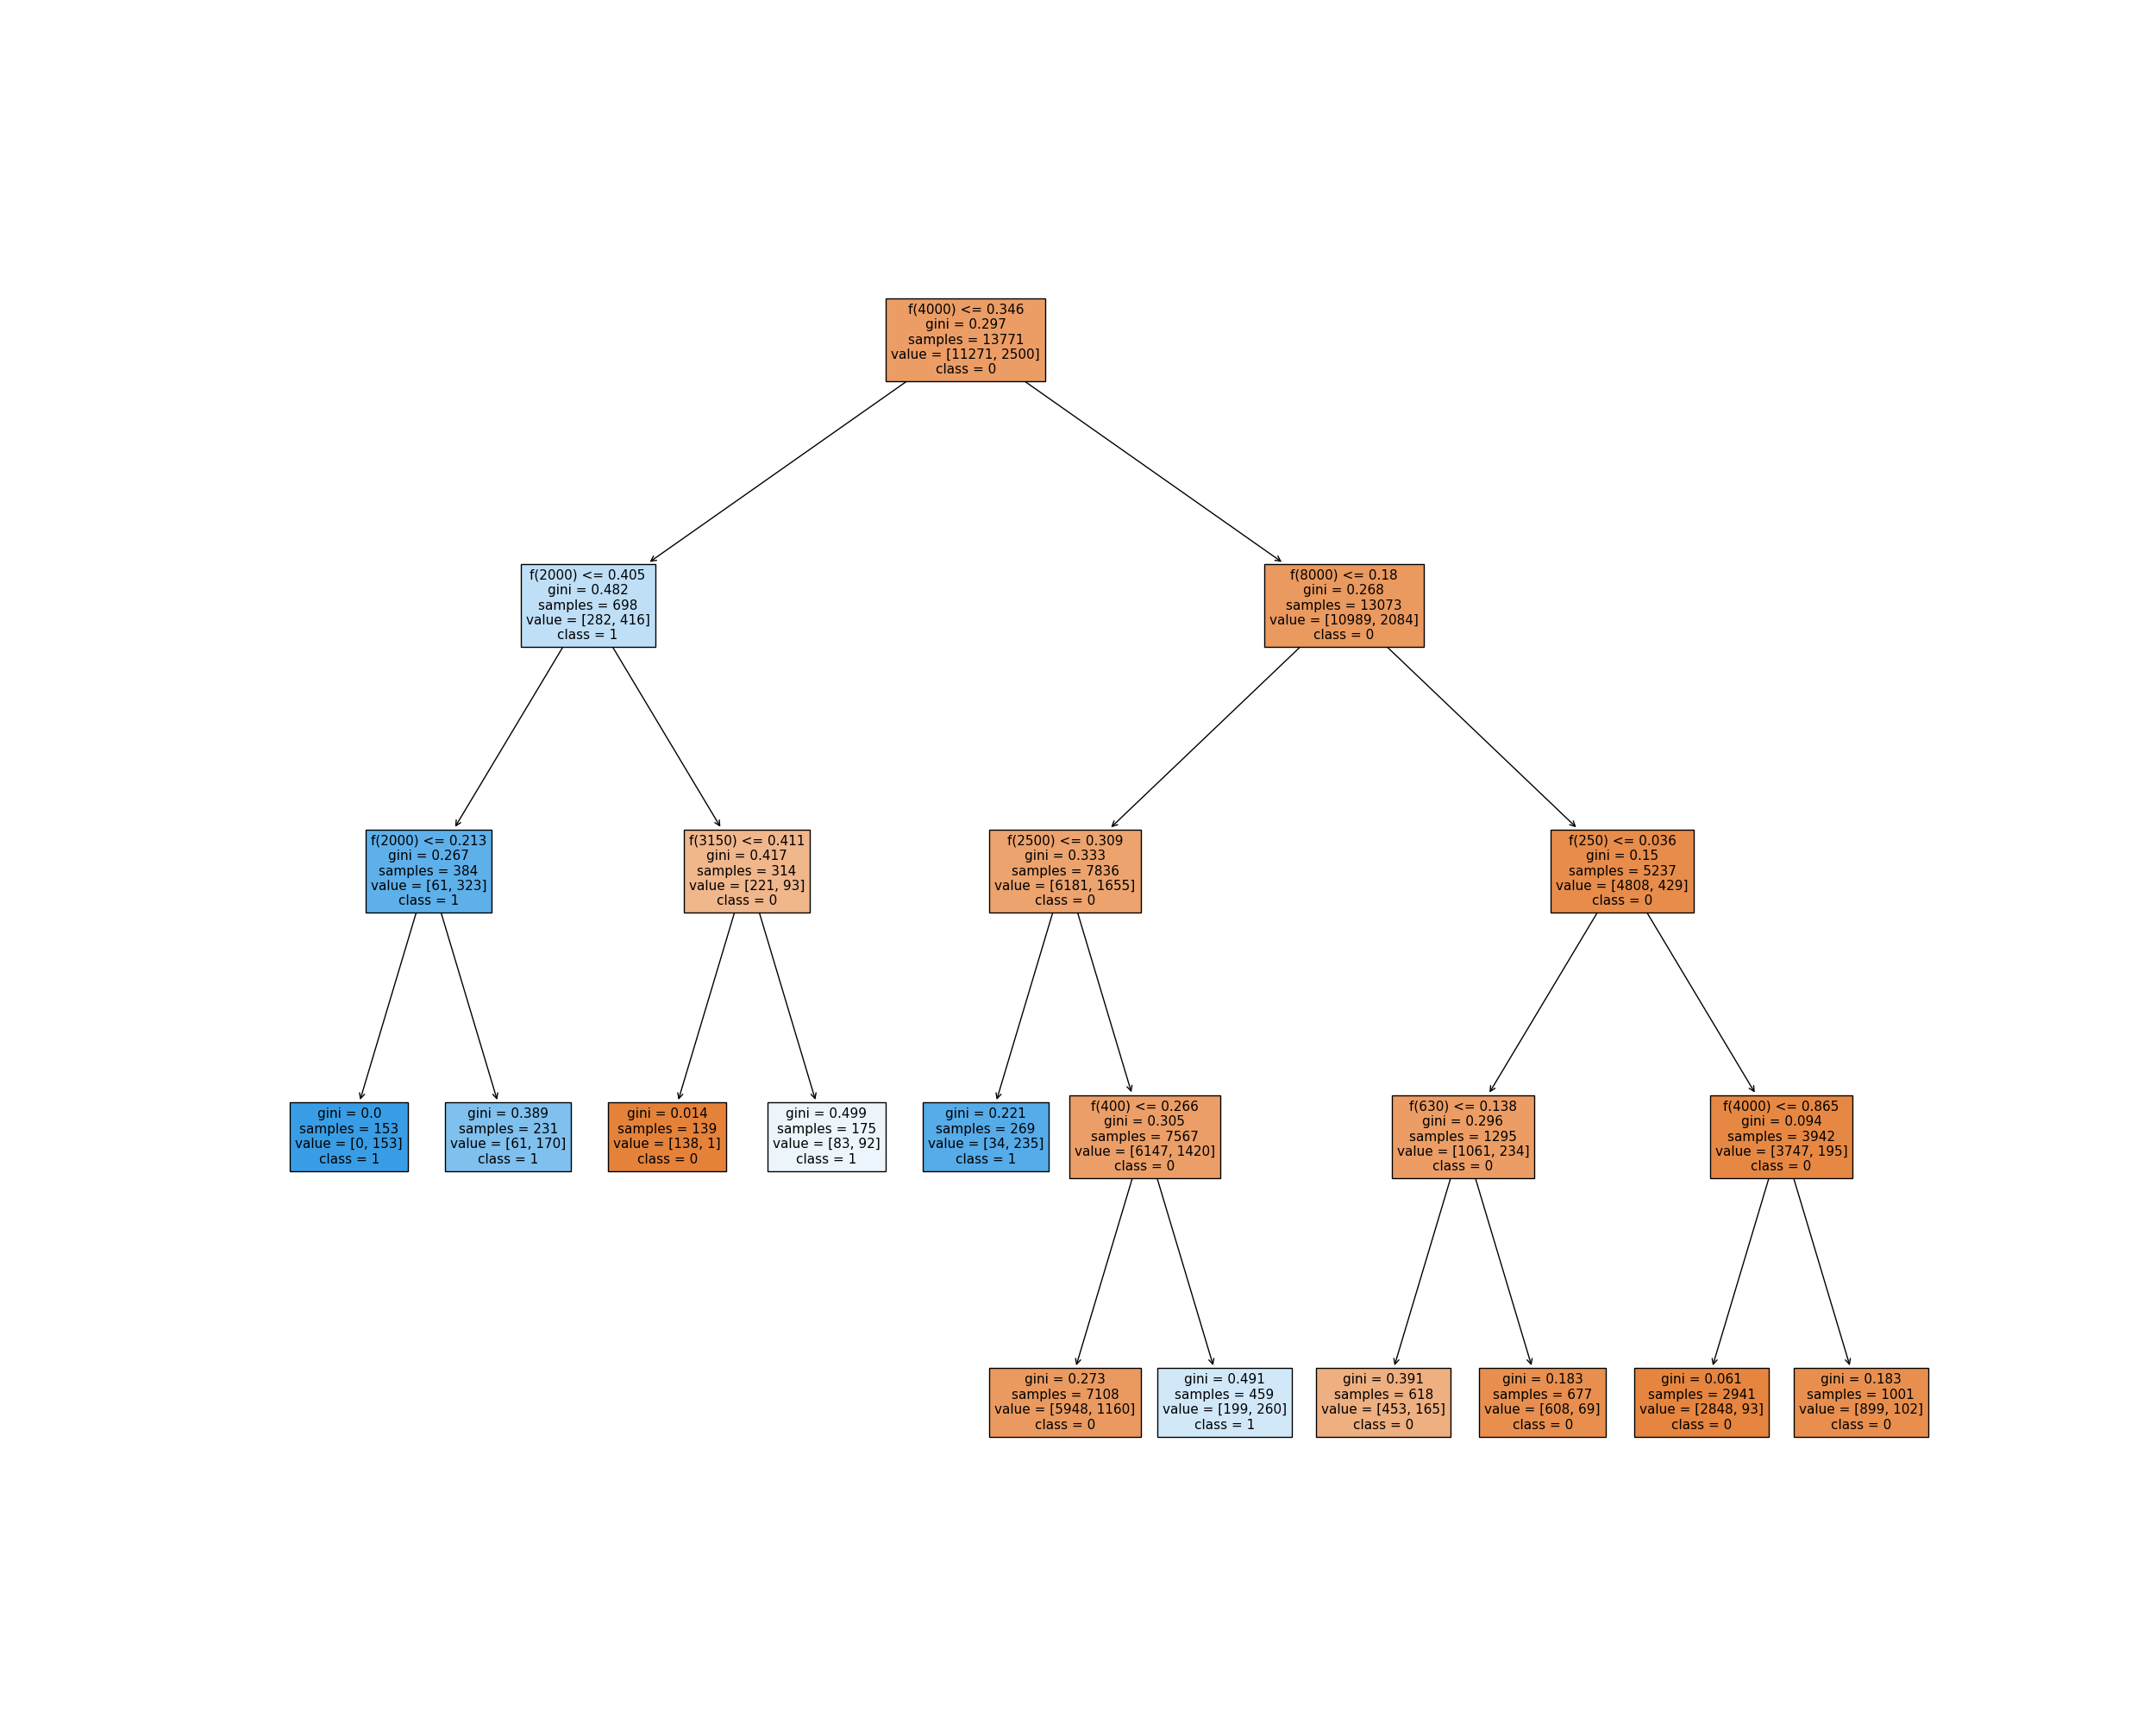 f(4000) <= 0.346
gini = 0.297
samples = 13771
value = [11271, 2500]
class = 0
f(2000) <= 0.405
gini = 0.482
samples = 698
value = [282, 416]
class = 1
f(8000) <= 0.18
gini = 0.268
samples = 13073
value = [10989, 2084]
class = 0
f(2000) <= 0.213
gini = 0.267
samples = 384
value = [61, 323]
class = 1
f(3150) <= 0.411
gini = 0.417
samples = 314
value = [221, 93]
class = 0
f(2500) <= 0.309
gini = 0.333
samples = 7836
value = [6181, 1655]
class = 0
f(250) <= 0.036
gini = 0.15
samples = 5237
value = [4808, 429]
class = 0
gini = 0.0
samples = 153
value = [0, 153]
class = 1
gini = 0.389
samples = 231
value = [61, 170]
class = 1
gini = 0.014
samples = 139
value = [138, 1]
class = 0
gini = 0.499
samples = 175
value = [83, 92]
class = 1
gini = 0.221
samples = 269
value = [34, 235]
class = 1
f(400) <= 0.266
gini = 0.305
samples = 7567
value = [6147, 1420]
class = 0
f(630) <= 0.138
gini = 0.296
samples = 1295
value = [1061, 234]
class = 0
f(4000) <= 0.865
gini = 0.094
samples = 3942
value = [3747, 195]
class = 0
gini = 0.273
samples = 7108
value = [5948, 1160]
class = 0
gini = 0.491
samples = 459
value = [199, 260]
class = 1
gini = 0.391
samples = 618
value = [453, 165]
class = 0
gini = 0.183
samples = 677
value = [608, 69]
class = 0
gini = 0.061
samples = 2941
value = [2848, 93]
class = 0
gini = 0.183
samples = 1001
value = [899, 102]
class = 0